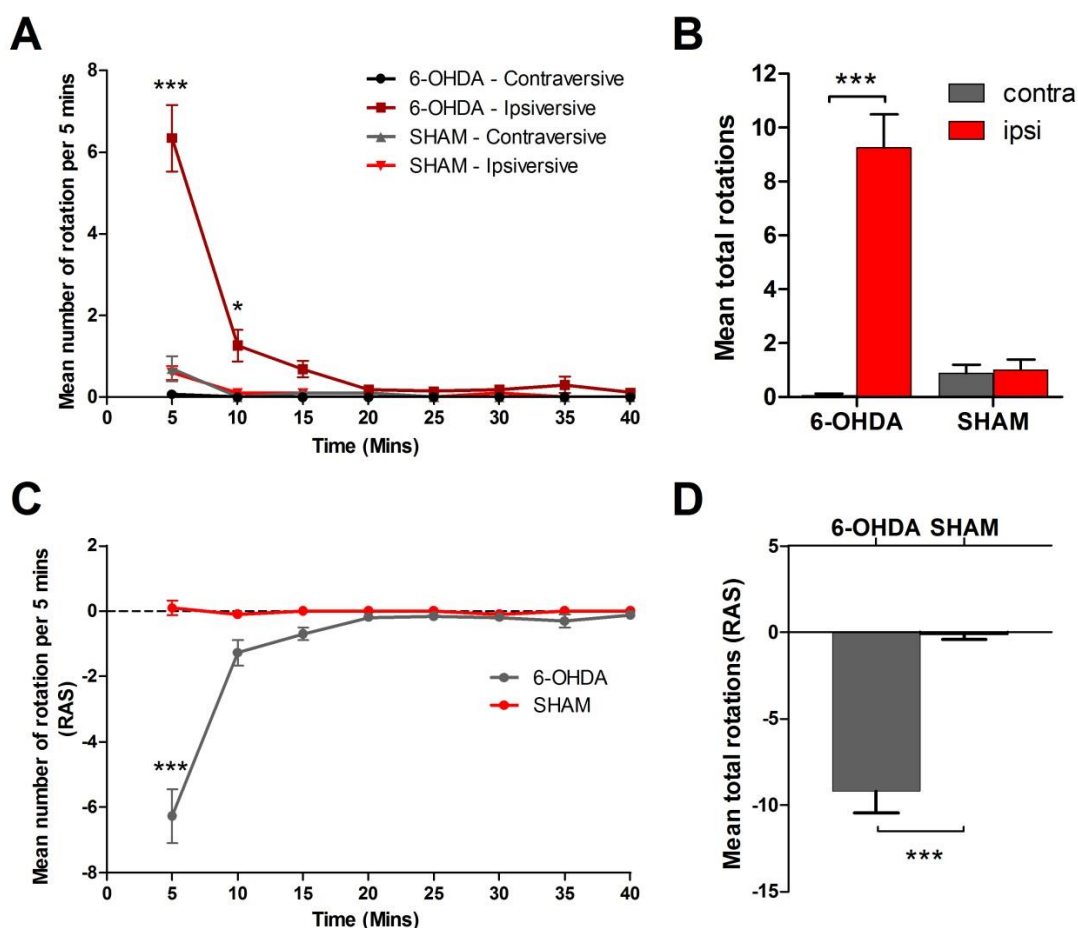 A
Mean number of rotation per 5 mins
8
6
4
2
0
***
*
6-OHDA - Contraversive
6-OHDA - Ipsiversive
SHAM - Contraversive
SHAM - Ipsiversive
0 5 10 15 20 25 30 35 40
Time (Mins)
B
Mean total rotations
12
10
8
6
4
2
0
***
contra
ipsi
6-OHDA SHAM
C
Mean number of rotation per 5 mins
(RAS)
2
0
-2
-4
-6
-8
***
6-OHDA
SHAM
0 5 10 15 20 25 30 35 40
Time (Mins)
D
6-OHDA SHAM
Mean total rotations (RAS)
5
0
-5
-10
-15
***